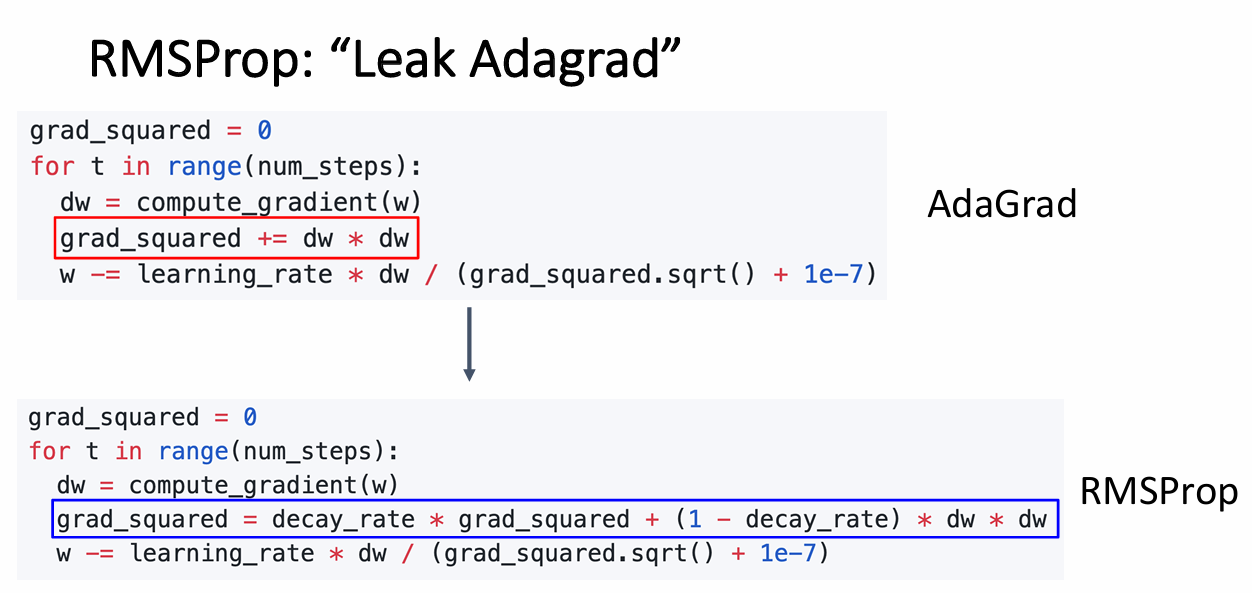 RMSProp: “Leak Adagrad”
grad_squared = 0
for t in range(num_steps):
  dw = compute_gradient(w)
  grad_squared += dw * dw
  w -= learning_rate * dw / (grad_squared.sqrt() + 1e-7)
AdaGrad
grad_squared = 0
for t in range(num_steps):
  dw = compute_gradient(w)
  grad_squared = decay_rate * grad_squared + (1 - decay_rate) * dw * dw
  w -= learning_rate * dw / (grad_squared.sqrt() + 1e-7)
RMSProp